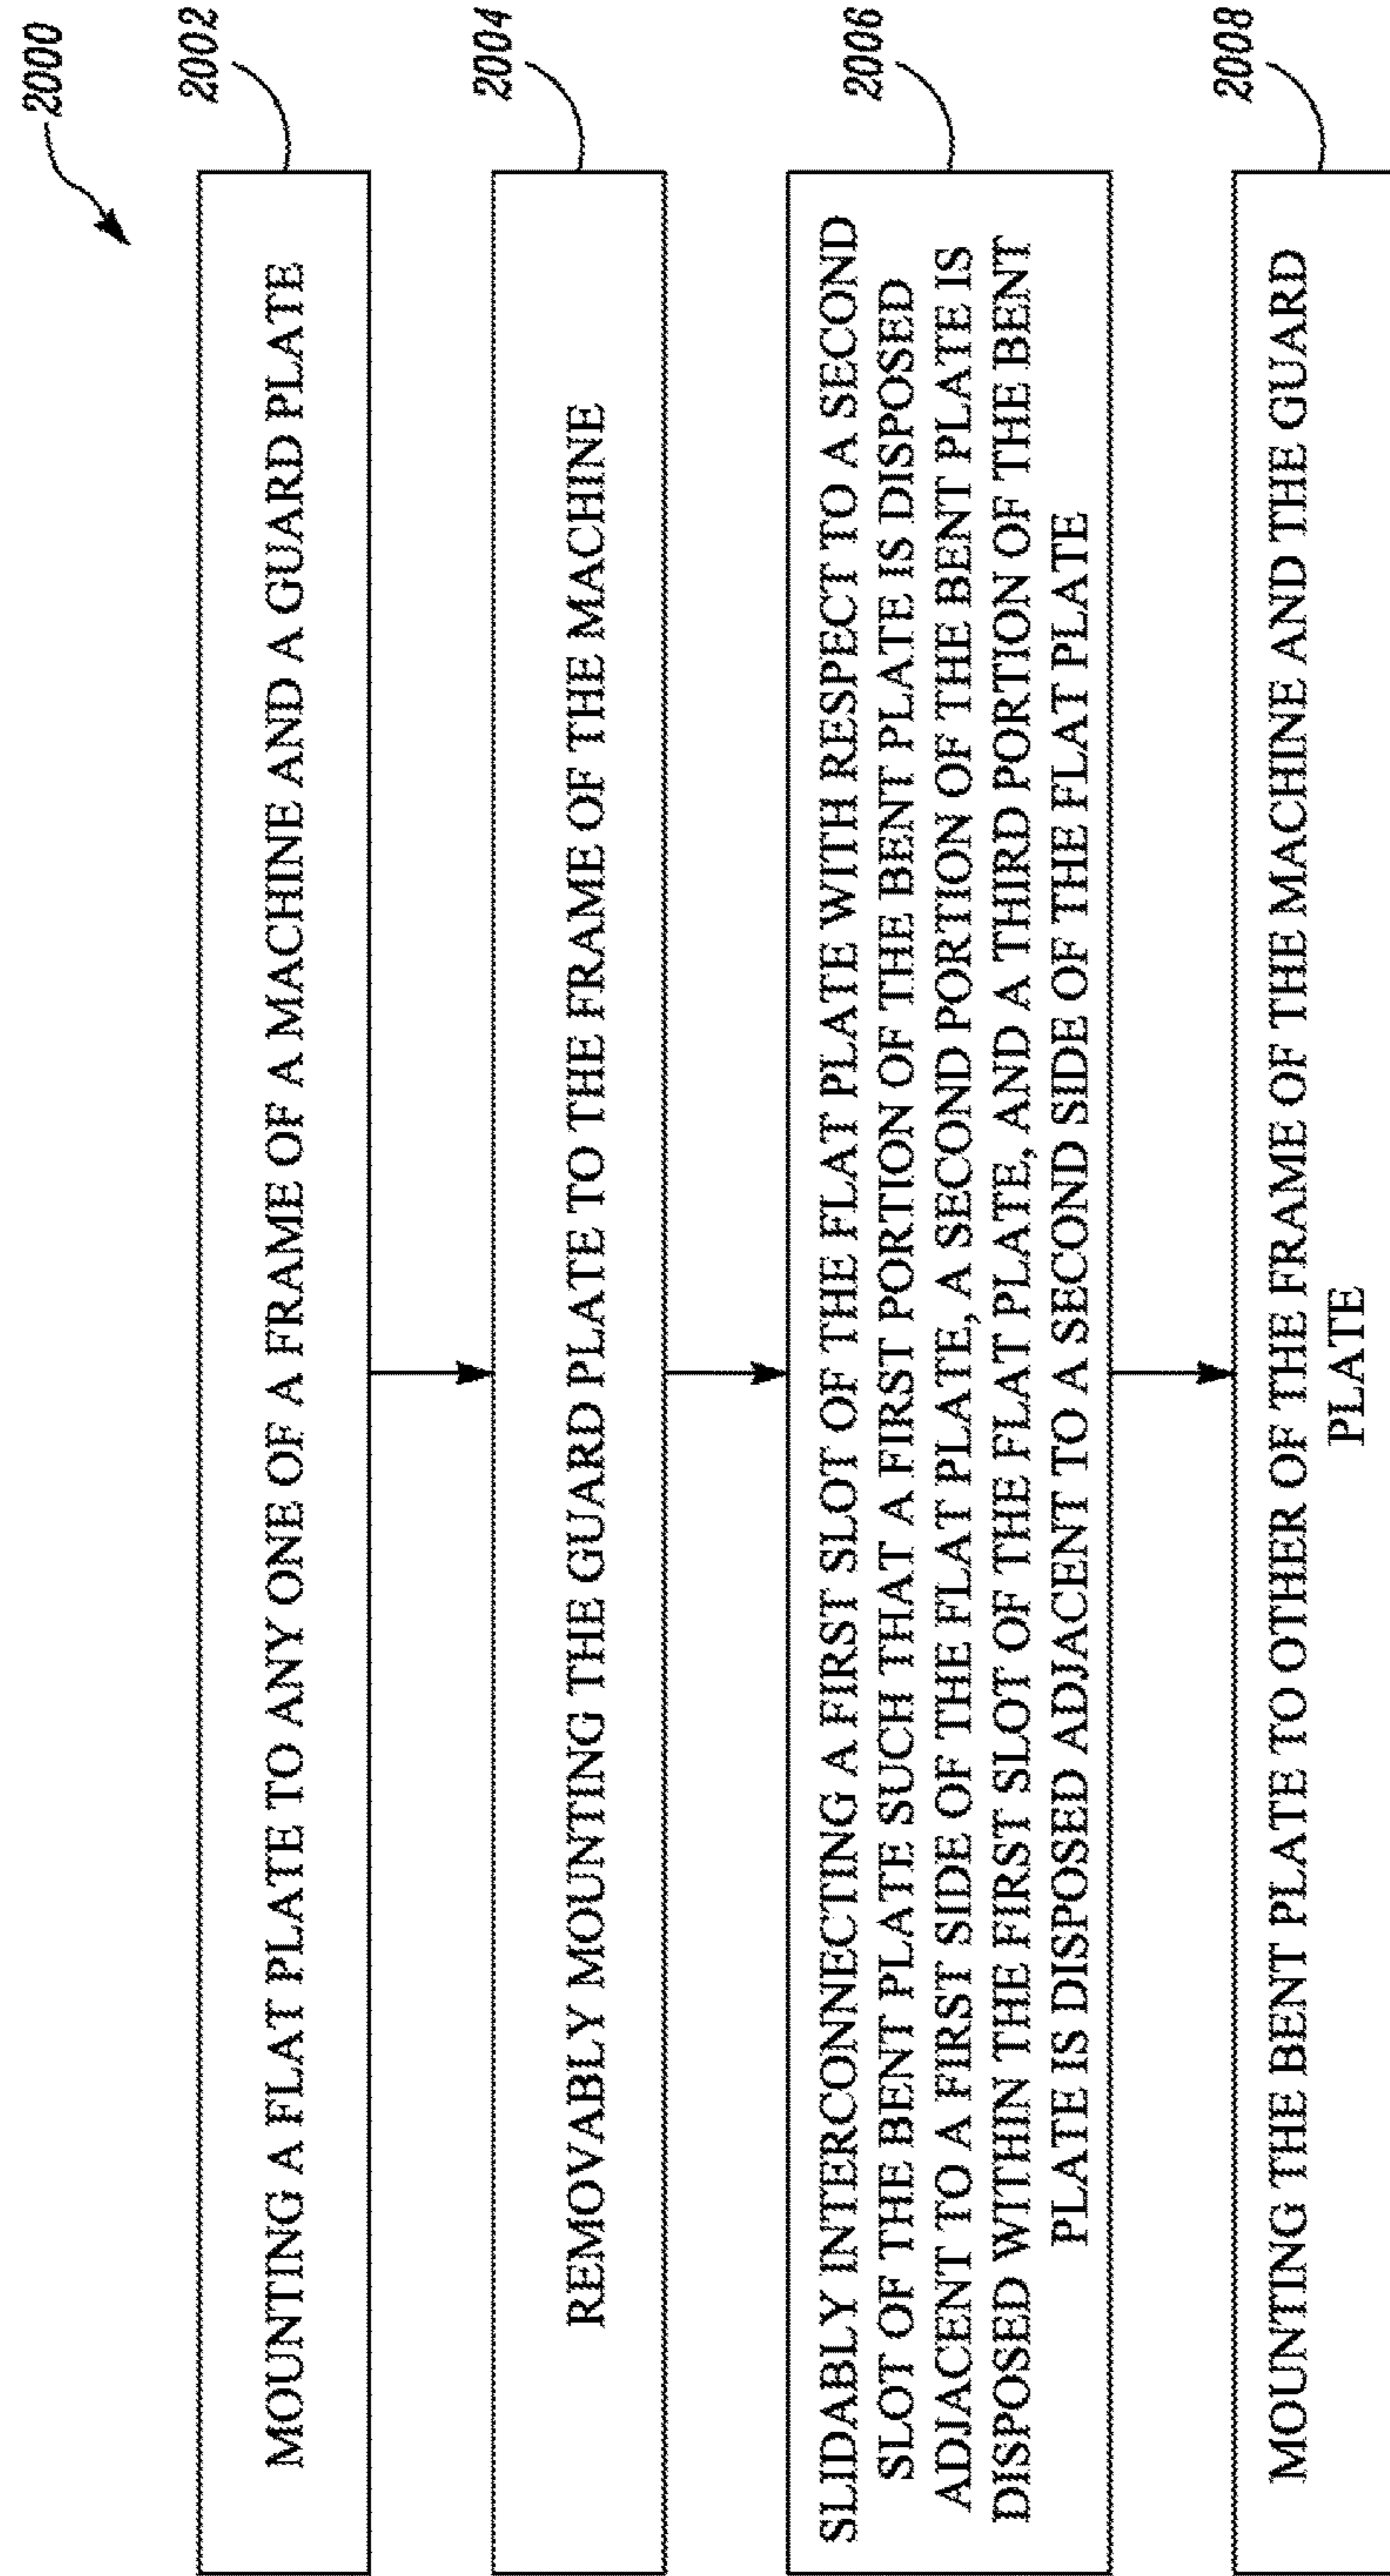 2000
2002
MOUNTING A FLAT PLATE TO ANY ONE OF A FRAME OF A MACHINE AND A GUARD PLATE
2004
REMOVABLY MOUNTING THE GUARD PLATE TO THE FRAME OF THE MACHINE
2006
SLIDABLY INTERCONNECTING A FIRST SLOT OF THE FLAT PLATE WITH RESPECT TO A SECOND
SLOT OF THE BENT PLATE SUCH THAT A FIRST PORTION OF THE BENT PLATE IS DISPOSED
ADJACENT TO A FIRST SIDE OF THE FLAT PLATE, A SECOND PORTION OF THE BENT PLATE IS
DISPOSED WITHIN THE FIRST SLOT OF THE FLAT PLATE, AND A THIRD PORTION OF THE BENT
PLATE IS DISPOSED ADJACENT TO A SECOND SIDE OF THE FLAT PLATE
2008
MOUNTING THE BENT PLATE TO OTHER OF THE FRAME OF THE MACHINE AND THE GUARD
PLATE